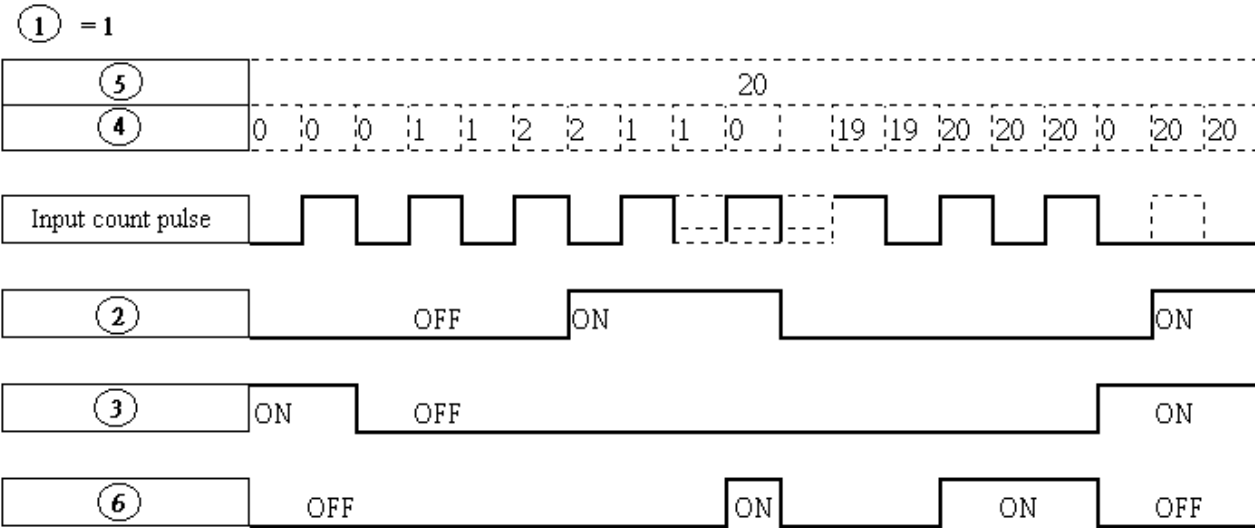 1 = 1
5 20
4 0 0 0 1 1 2 2 1 1 0 19 19 20 20 20 0 20 20
Input count pulse
2 OFF ON ON
3 ON OFF ON
6 OFF ON ON OFF